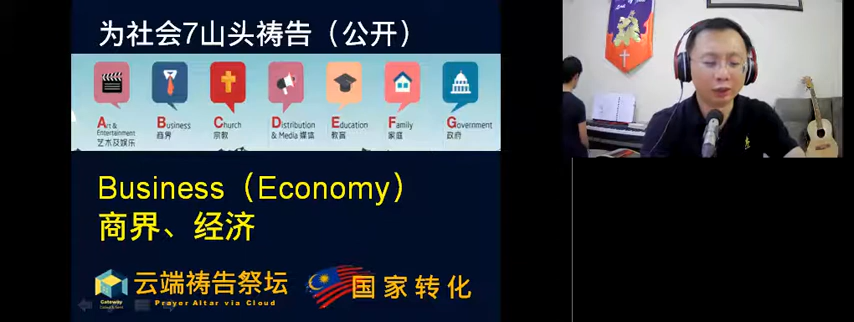 为社会7山头祷告（公开）
Art &
Entertainment
艺术及娱乐
Business
商界
Church
宗教
Distribution
& Media 媒体
Education
教育
Family
家庭
Government
政府
Business（Economy）
商界、经济
云端祷告祭坛
Prayer Altar via Cloud
Gateway
国家转化